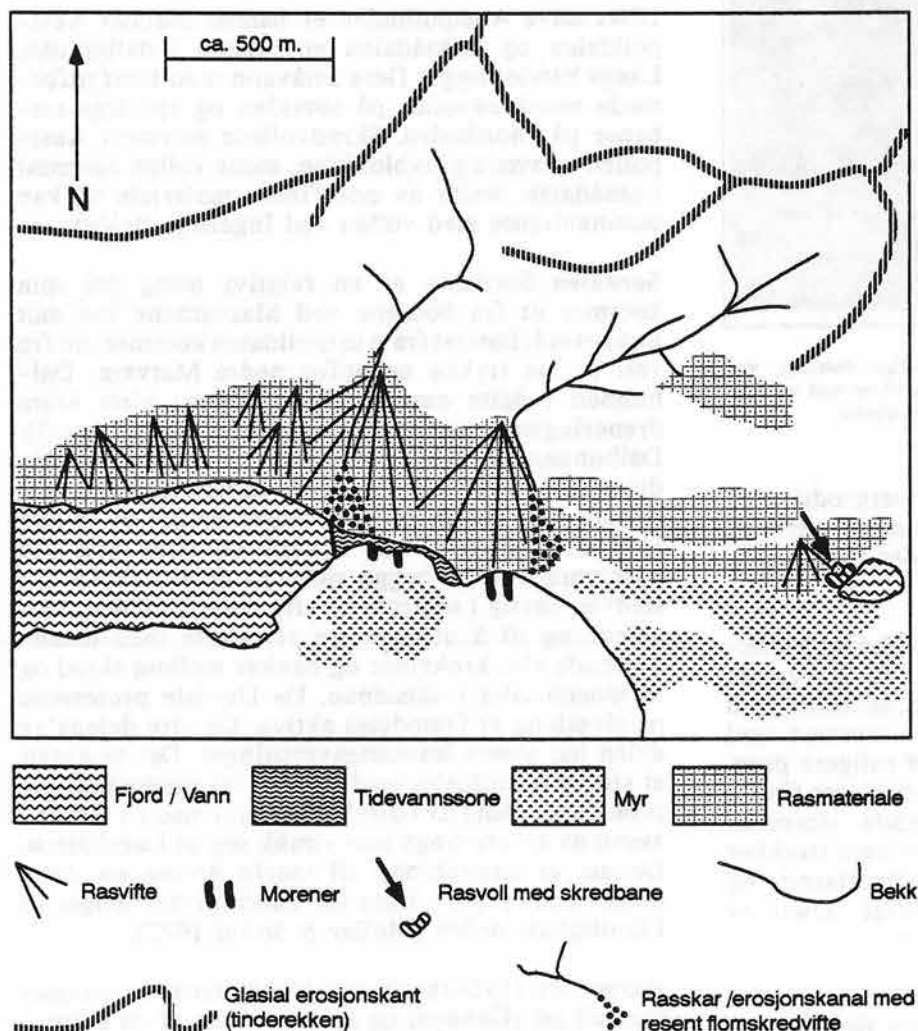 ca. 500 m
N
Fjord / Vann
Tidevannssone
Myr
Rasmateriale
Rasvifte
Morener
Rasvoll med skredbane
Bekk
Glasial erosjonskant
(tinderekken)
Rasskar /erosjonskanal med
resent flomskredvifte